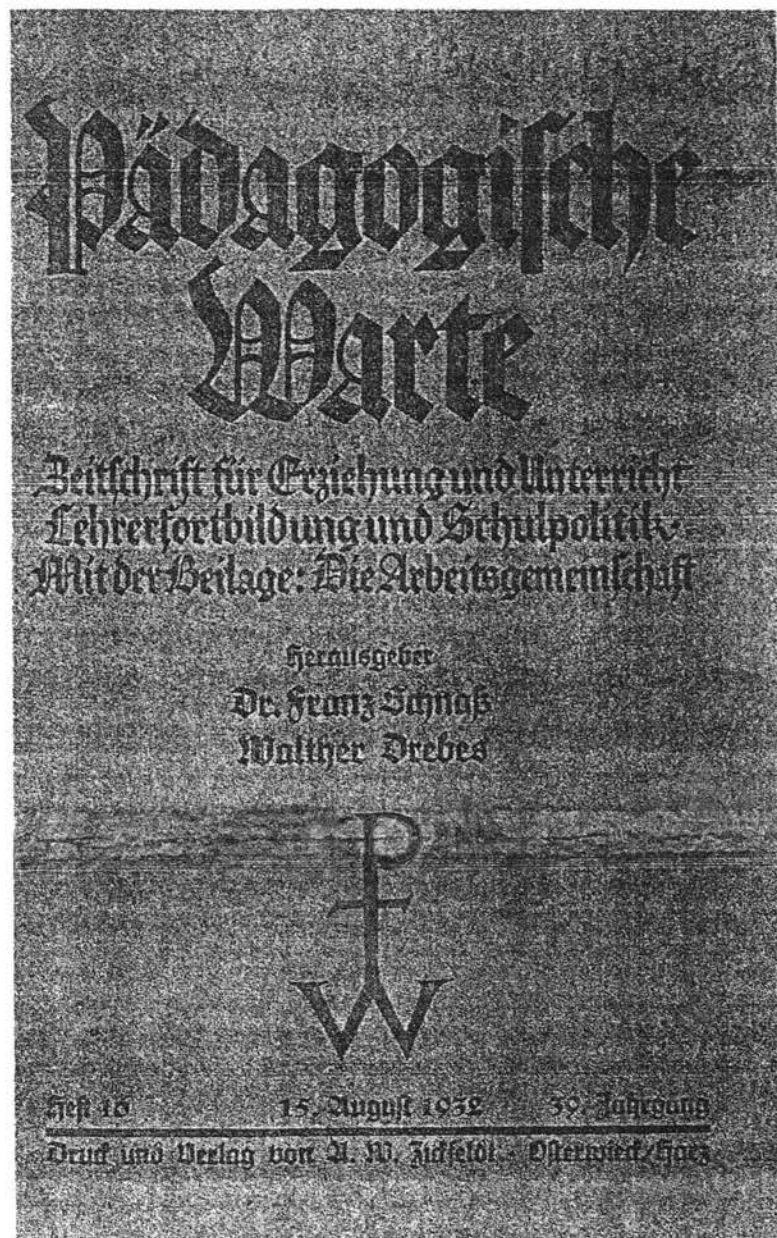 Pädagogische
Warte
Zeitschrift für Erziehung und Unterricht
Lehrerfortbildung und Schulpolitik·
Mit der Beilage: Die Arbeitsgemeinschaft
Herausgeber
Dr. Franz Schnaß
Walther Drebes
P
W
Heft 16 15. August 1932 39. Jahrgang
Druck und Verlag von A. W. Zickfeldt · Osterwieck/Harz